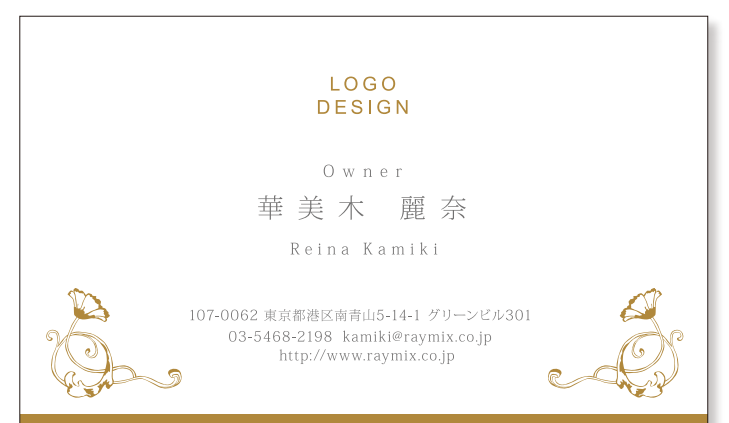 LOGO
DESIGN
Owner
華美木 麗奈
Reina Kamiki
107-0062 東京都港区南青山5-14-1 グリーンビル301
03-5468-2198 kamiki@raymix.co.jp
http://www.raymix.co.jp